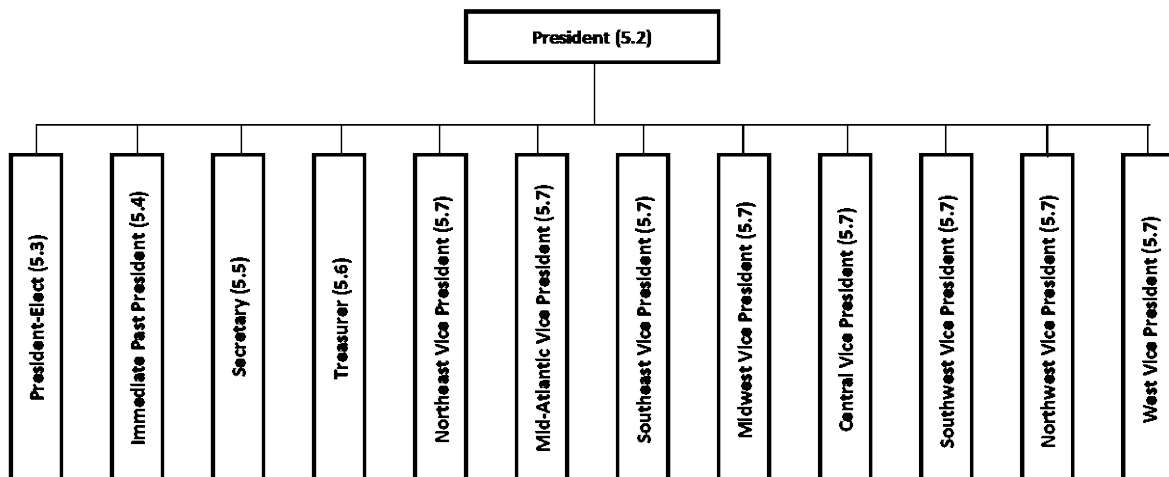 President (5.2)
President-Elect (5.3)
Immediate Past President (5.4)
Secretary (5.5)
Treasurer (5.6)
Northeast Vice President (5.7)
Mid-Atlantic Vice President (5.7)
Southeast Vice President (5.7)
Midwest Vice President (5.7)
Central Vice President (5.7)
Southwest Vice President (5.7)
Northwest Vice President (5.7)
West Vice President (5.7)